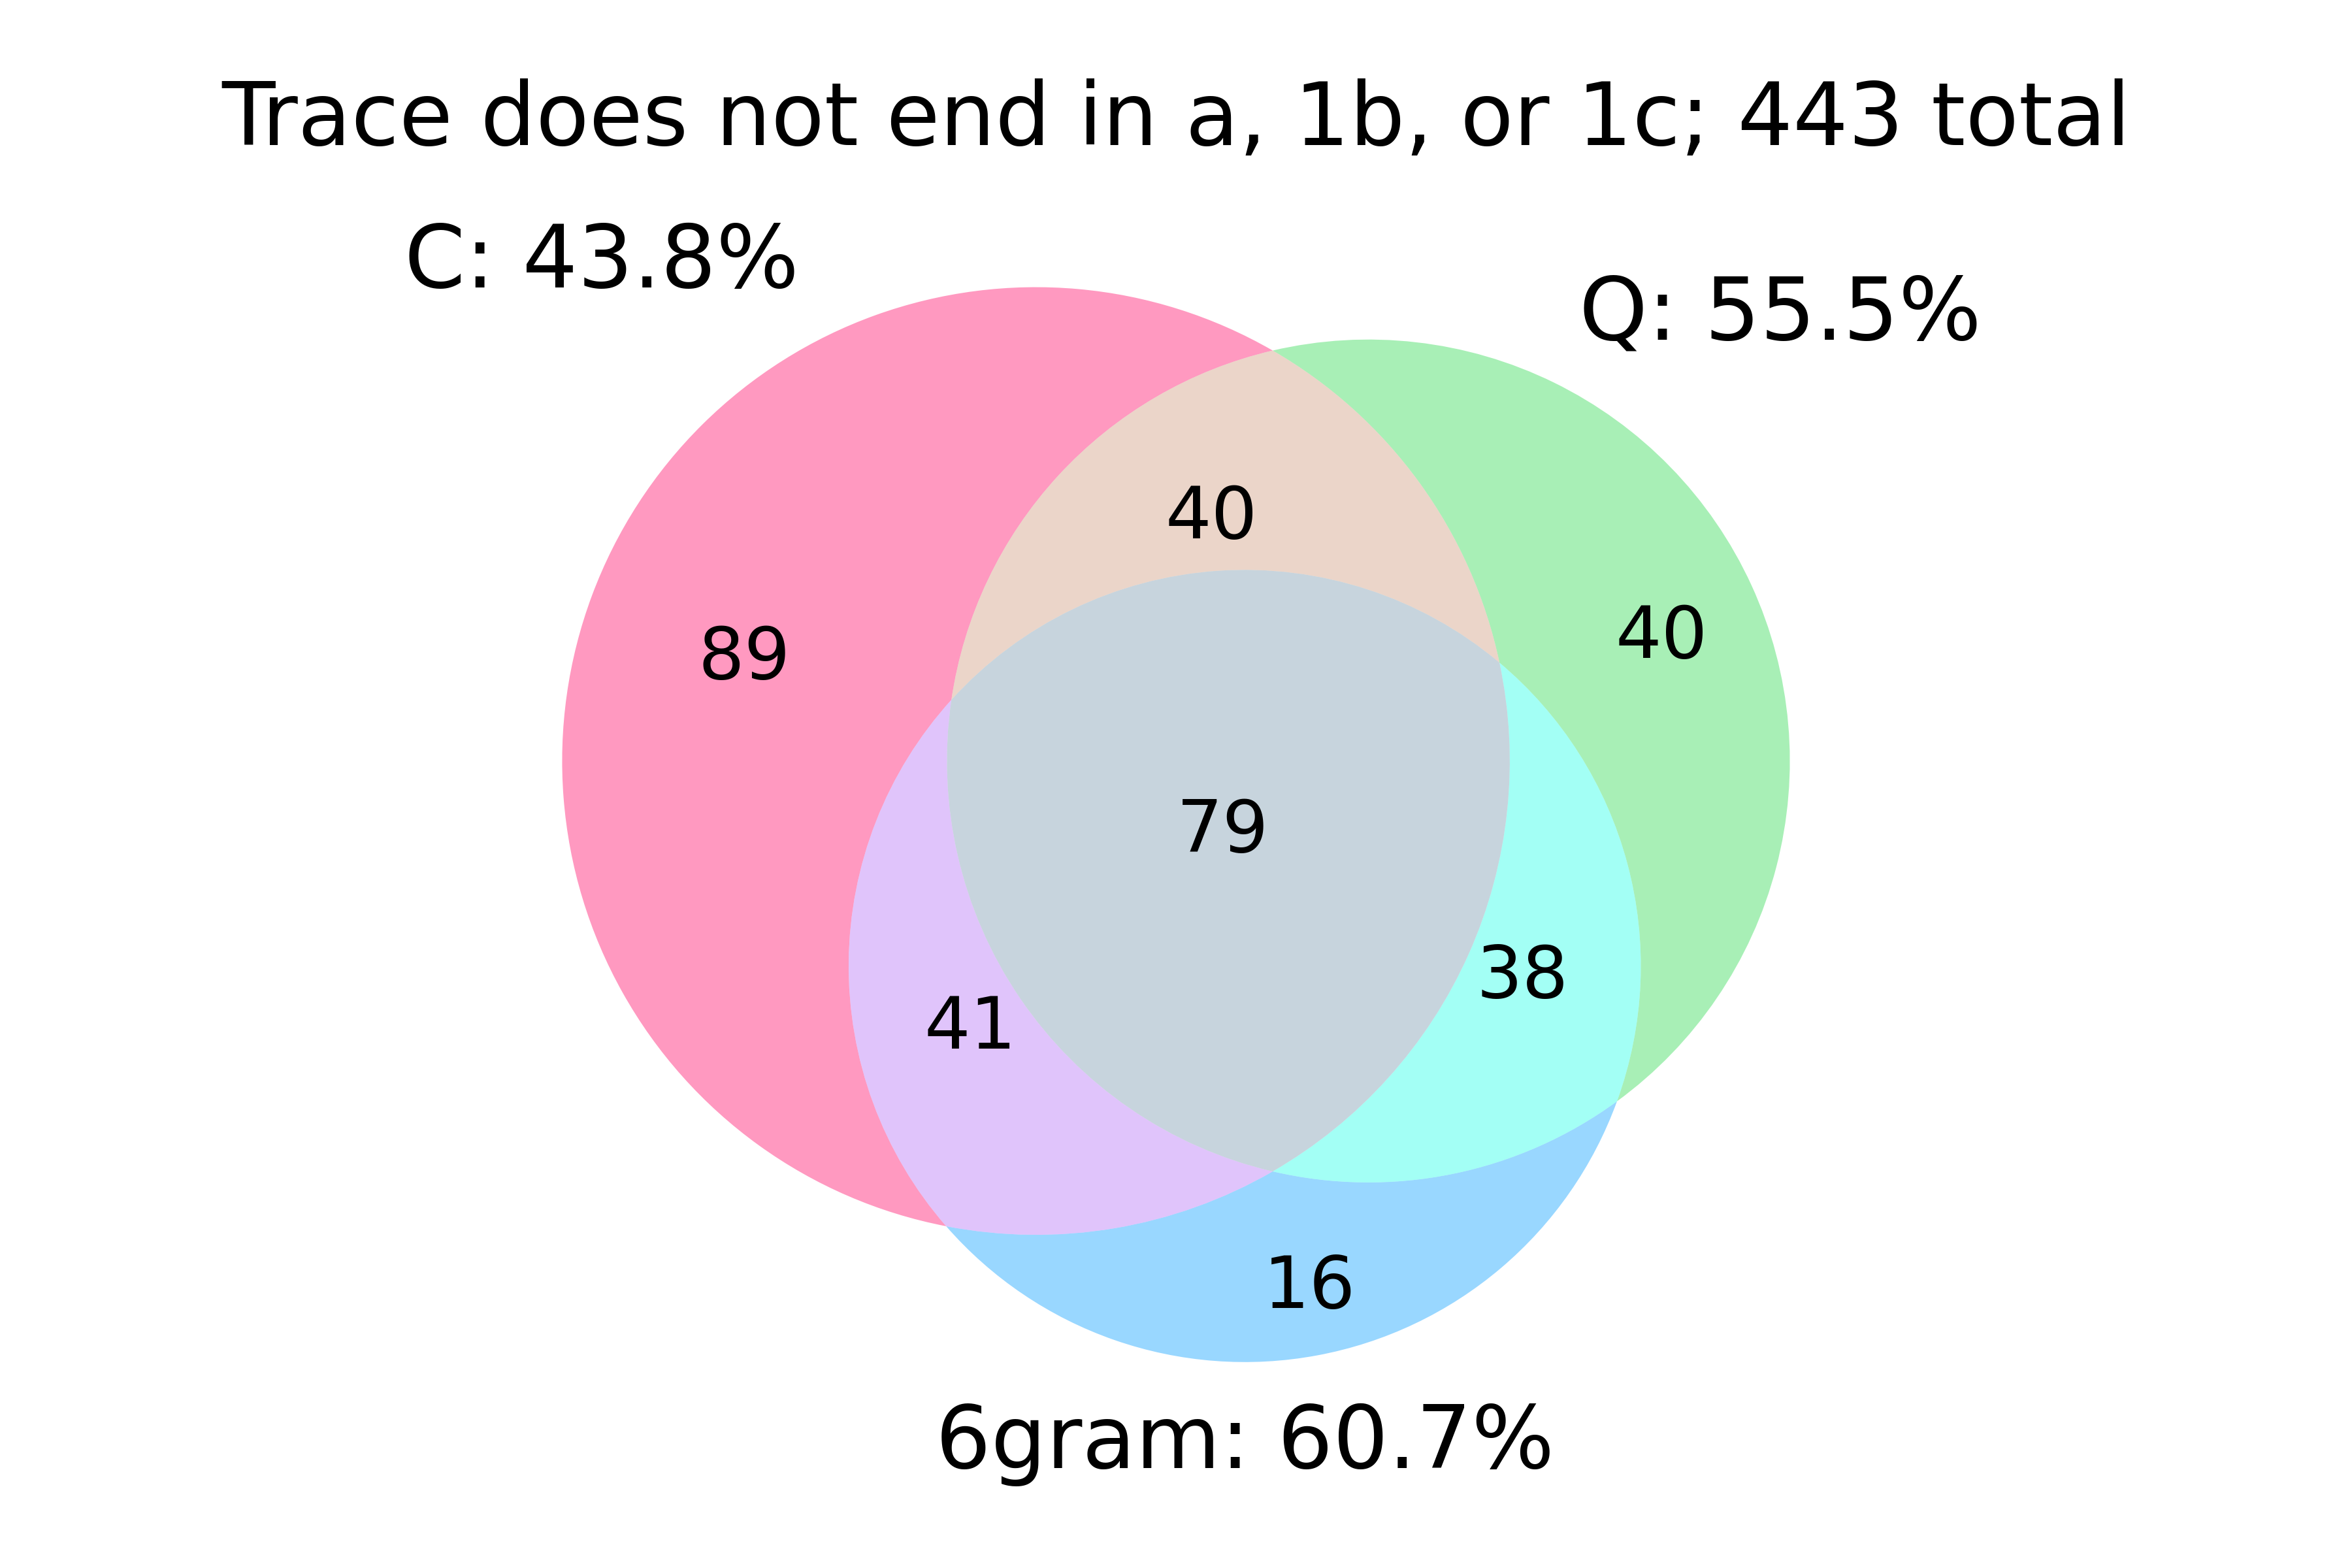 Trace does not end in a, 1b, or 1c; 443 total
C: 43.8%
Q: 55.5%
40
89
40
79
38
41
16
6gram: 60.7%